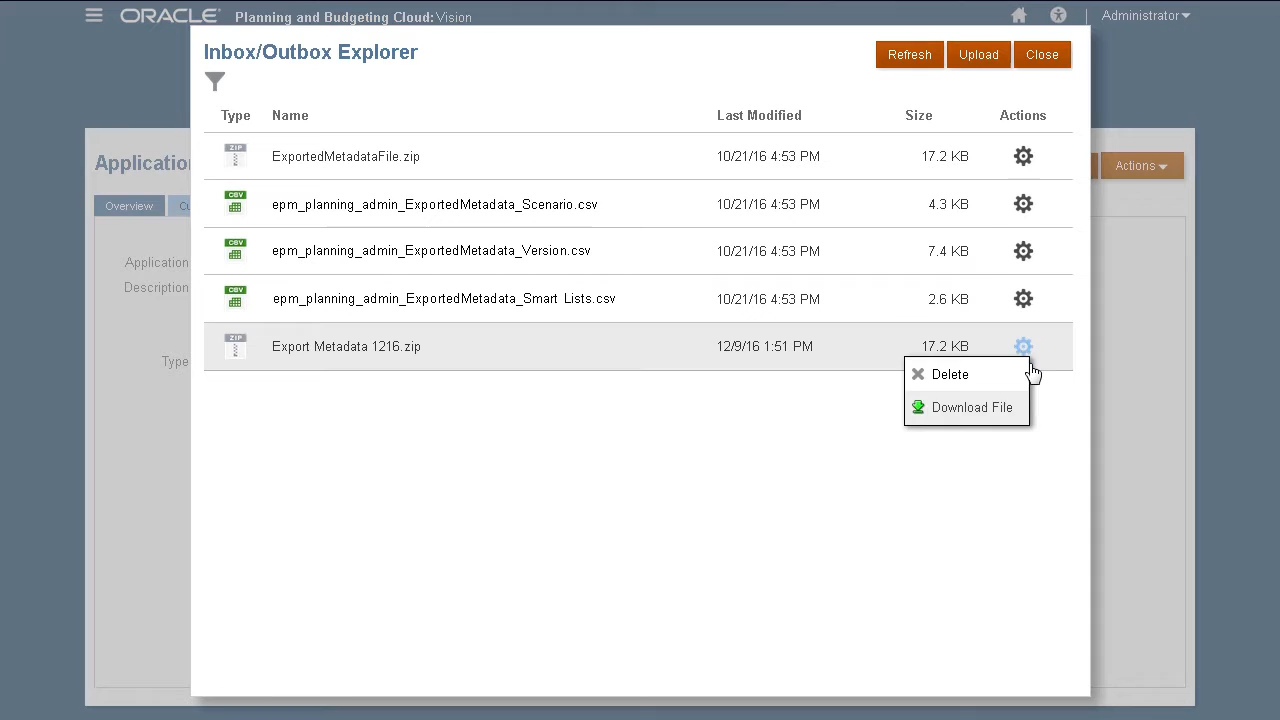 ORACLE Planning and Budgeting Cloud: Vision Administrator
Inbox/Outbox Explorer Refresh Upload Close
Type Name Last Modified Size Actions
ZIP ExportedMetadataFile.zip 10/21/16 4:53 PM 17.2 KB
CSV epm_planning_admin_ExportedMetadata_Scenario.csv 10/21/16 4:53 PM 4.3 KB
CSV epm_planning_admin_ExportedMetadata_Version.csv 10/21/16 4:53 PM 7.4 KB
CSV epm_planning_admin_ExportedMetadata_Smart Lists.csv 10/21/16 4:53 PM 2.6 KB
ZIP Export Metadata 1216.zip 12/9/16 1:51 PM 17.2 KB
Delete
Download File
Application
Actions
Overview Cu
Application
Description
Type